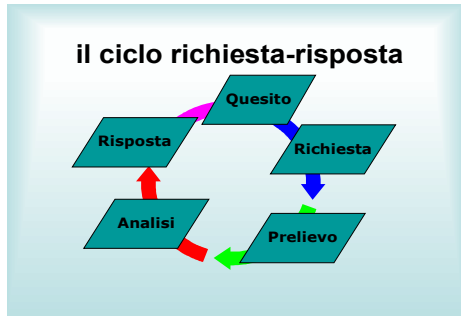 il ciclo richiesta-risposta
Quesito
Richiesta
Prelievo
Analisi
Risposta